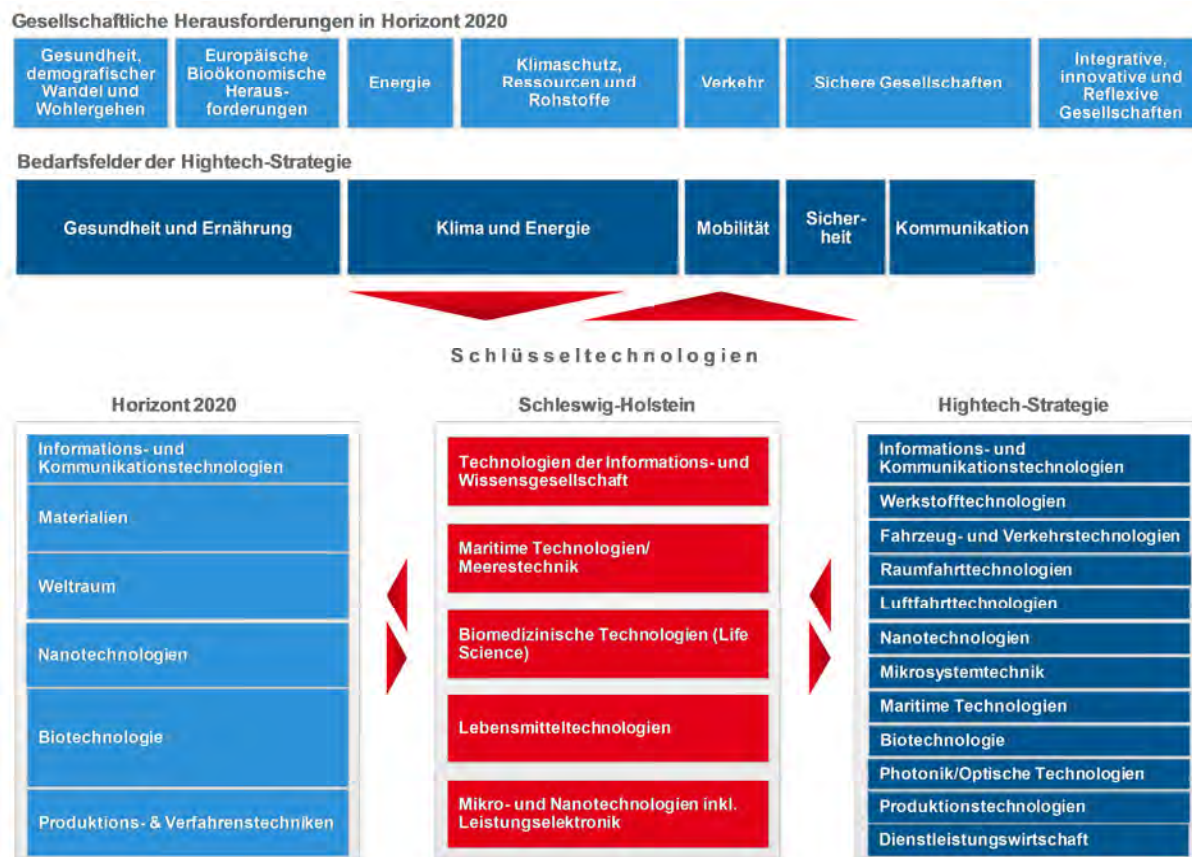 Gesellschaftliche Herausforderungen in Horizont 2020
Gesundheit,
demografischer
Wandel und
Wohlergehen
Europäische
Bioökonomische
Heraus-
forderungen
Energie
Klimaschutz,
Ressourcen und
Rohstoffe
Verkehr
Sichere Gesellschaften
Integrative,
innovative und
Reflexive
Gesellschaften
Bedarfsfelder der Hightech-Strategie
Gesundheit und Ernährung
Klima und Energie
Mobilität
Sicher-
heit
Kommunikation
Schlüsseltechnologien
Horizont 2020
Informations- und
Kommunikationstechnologien
Materialien
Weltraum
Nanotechnologien
Biotechnologie
Produktions- & Verfahrenstechniken
Schleswig-Holstein
Technologien der Informations- und
Wissensgesellschaft
Maritime Technologien/
Meerestechnik
Biomedizinische Technologien (Life
Science)
Lebensmitteltechnologien
Mikro- und Nanotechnologien inkl.
Leistungselektronik
Hightech-Strategie
Informations- und
Kommunikationstechnologien
Werkstofftechnologien
Fahrzeug- und Verkehrstechnologien
Raumfahrttechnologien
Luftfahrttechnologien
Nanotechnologien
Mikrosystemtechnik
Maritime Technologien
Biotechnologie
Photonik/Optische Technologien
Produktionstechnologien
Dienstleistungswirtschaft